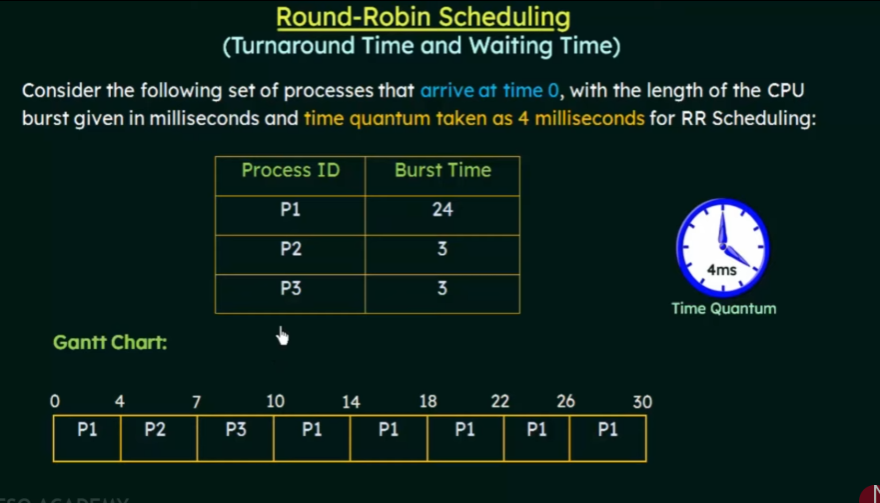 Round-Robin Scheduling
(Turnaround Time and Waiting Time)
Consider the following set of processes that arrive at time 0, with the length of the CPU
burst given in milliseconds and time quantum taken as 4 milliseconds for RR Scheduling:
Process ID Burst Time
P1 24
P2 3
P3 3
4ms
Time Quantum
Gantt Chart:
0 4 7 10 14 18 22 26 30
P1 P2 P3 P1 P1 P1 P1 P1